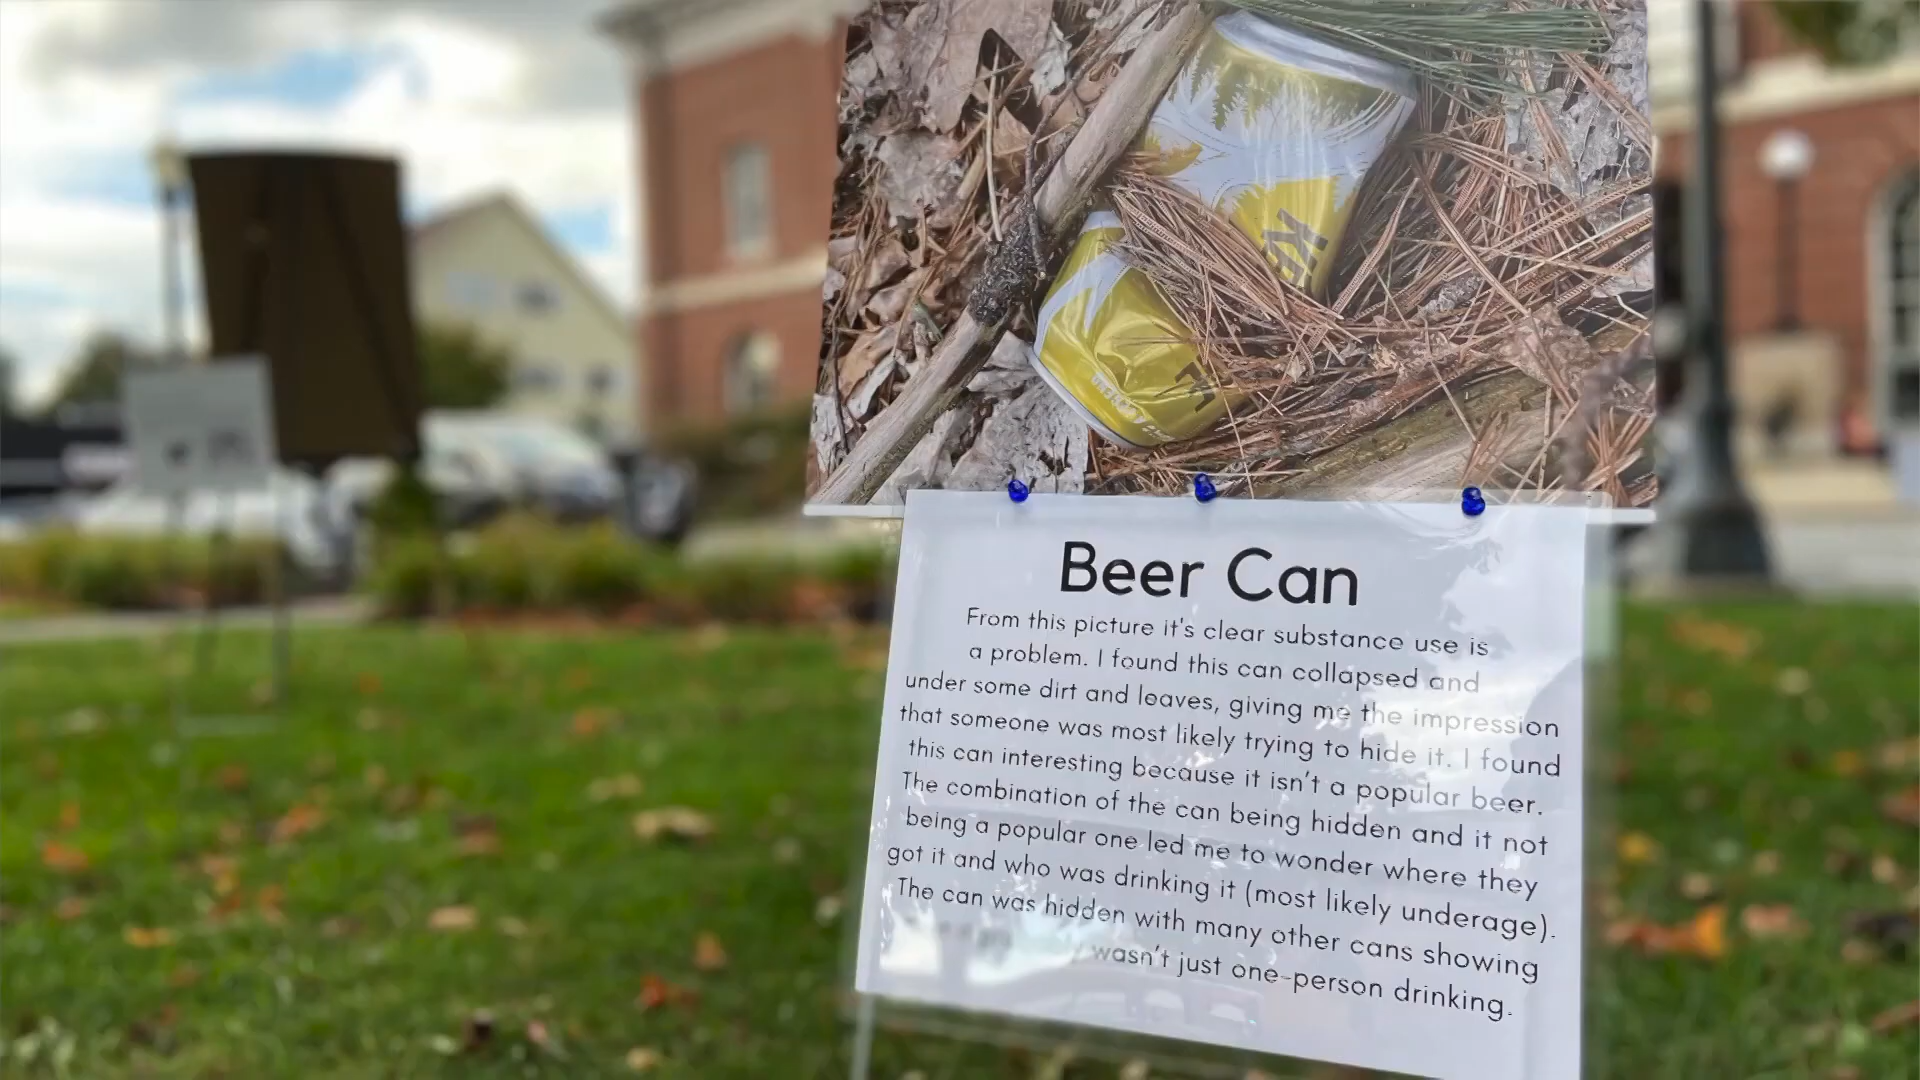 Beer Can
From this picture it's clear substance use is
a problem. I found this can collapsed and
under some dirt and leaves, giving me the impression
that someone was most likely trying to hide it. I found
this can interesting because it isn't a popular beer.
The combination of the can being hidden and it not
being a popular one led me to wonder where they
got it and who was drinking it (most likely underage).
The can was hidden with many other cans showing
wasn't just one-person drinking.